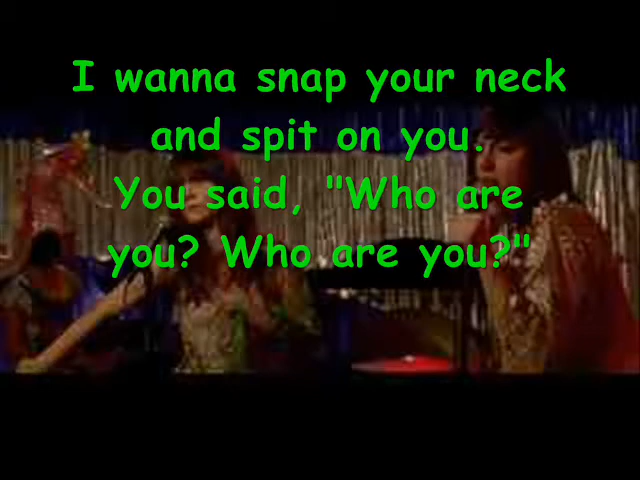 I wanna snap your neck
and spit on you.
You said, "Who are
you? Who are you?"